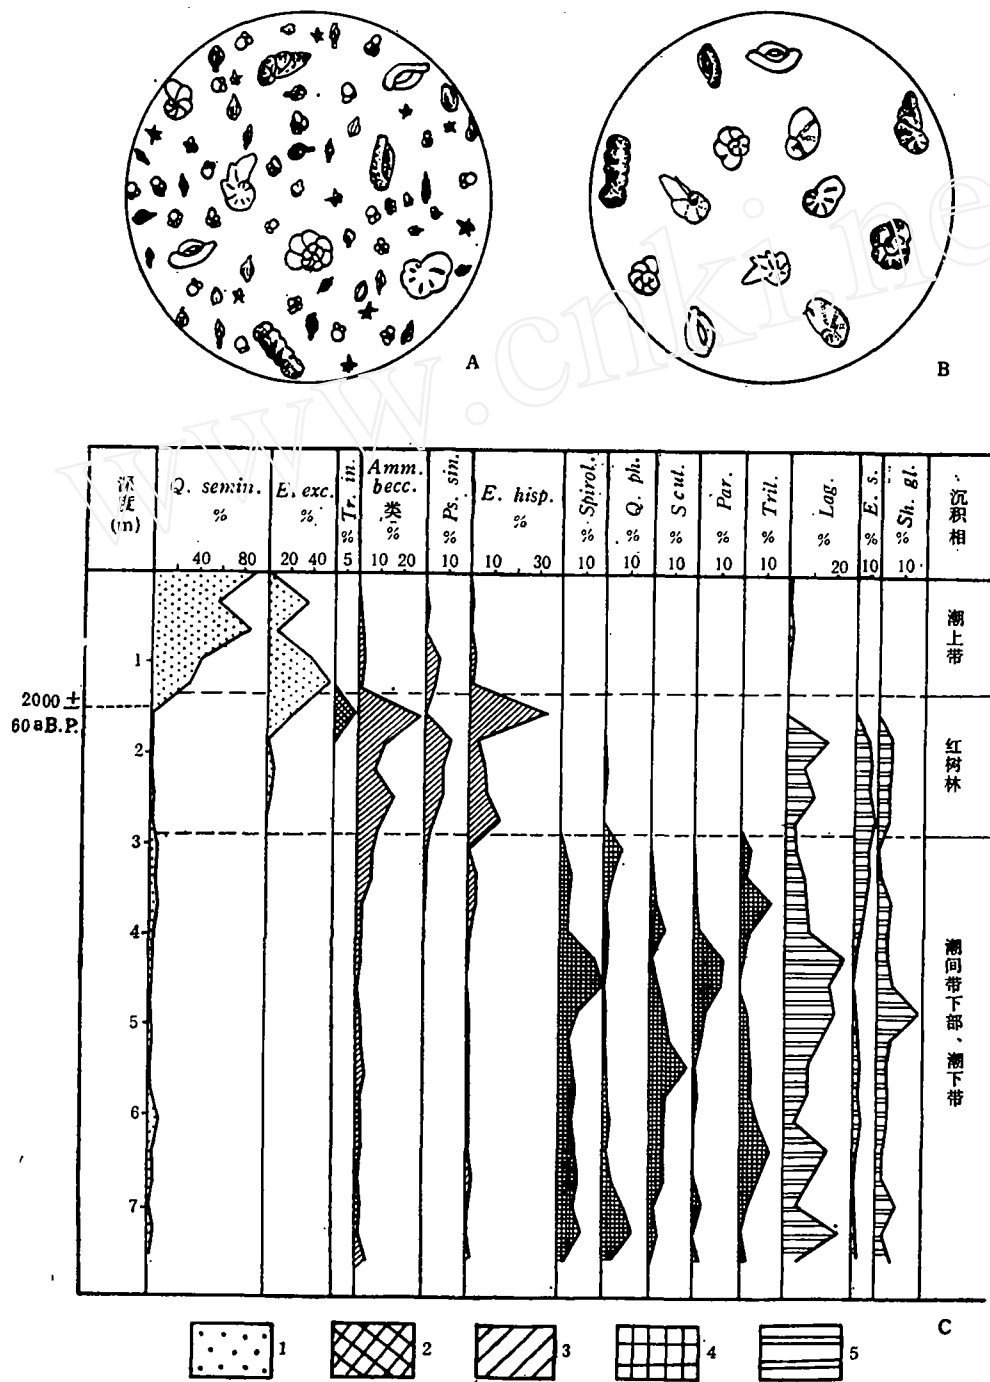 A
B
www.cnki.ne
深度
(m)
Q. semin.
%
40 80
E. exc.
%
20 40
% Tr. in.
5
Amm.
becc.
类
%
10 20
% Ps. sin.
10
E. hisp.
%
10 30
% Spirol.
10
% Q. ph.
10
Scul.
%
10
Par.
%
10
Tril.
%
10
Lag.
%
20
% E. s.
10
% Sh. gl.
10
沉积相
1
2
3
4
5
6
7
2000 ±
60aB.P.
潮上带
红树林
潮间带下部、潮下带
C
1
2
3
4
5